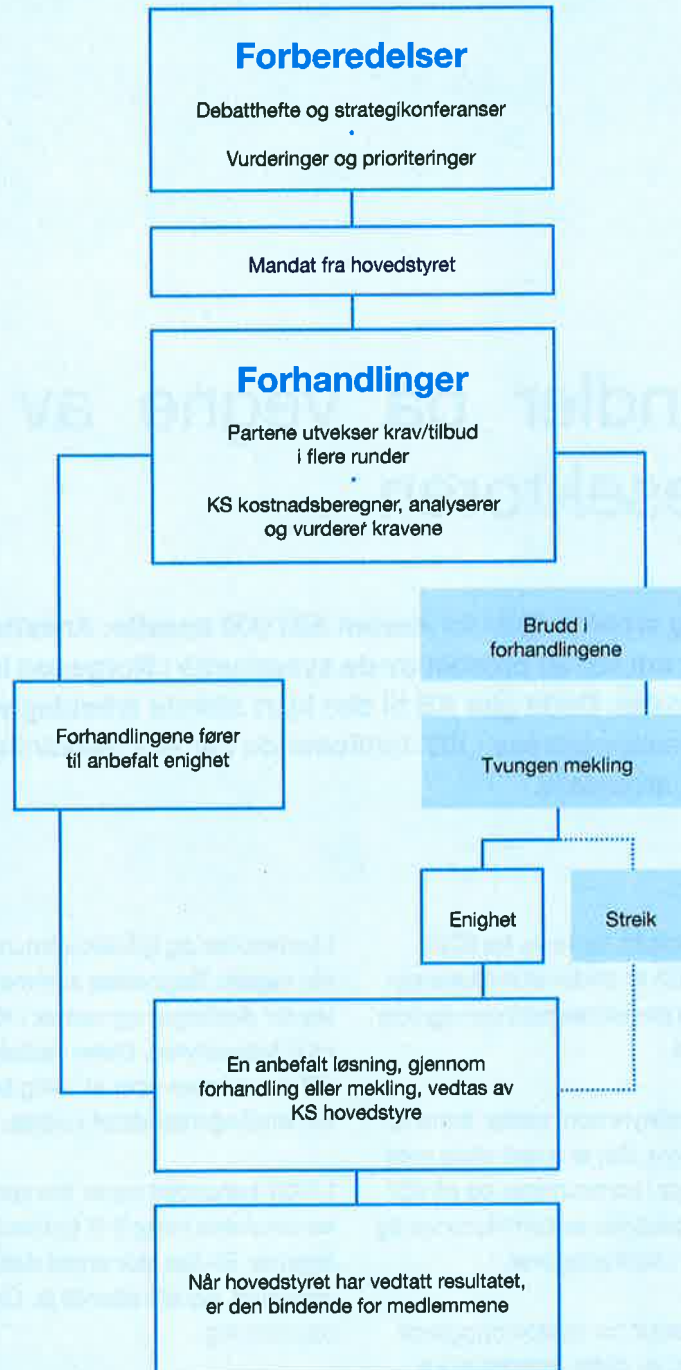 Forberedelser
Debatthefte og strategikonferanser
•
Vurderinger og prioriteringer
Mandat fra hovedstyret
Forhandlinger
Partene utvekser krav/tilbud
i flere runder
•
KS kostnadsberegner, analyserer
og vurderer kravene
Brudd i
forhandlingene
Forhandlingene fører
til anbefalt enighet
Tvungen mekling
Enighet
Streik
En anbefalt løsning, gjennom
forhandling eller mekling, vedtas av
KS hovedstyre
Når hovedstyret har vedtatt resultatet,
er den bindende for medlemmene